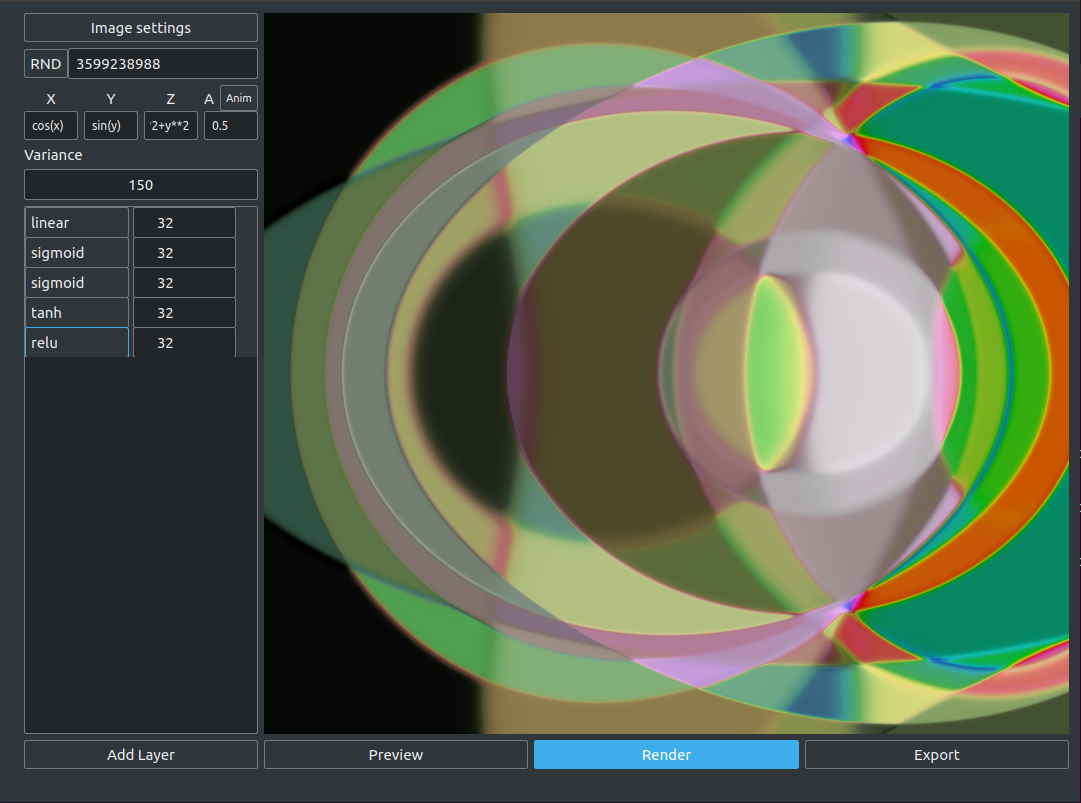 Image settings
RND 3599238988
X Y Z A Anim
cos(x) sin(y) '2+y**2 0.5
Variance
150
linear 32
sigmoid 32
sigmoid 32
tanh 32
relu 32
Add Layer Preview Render Export